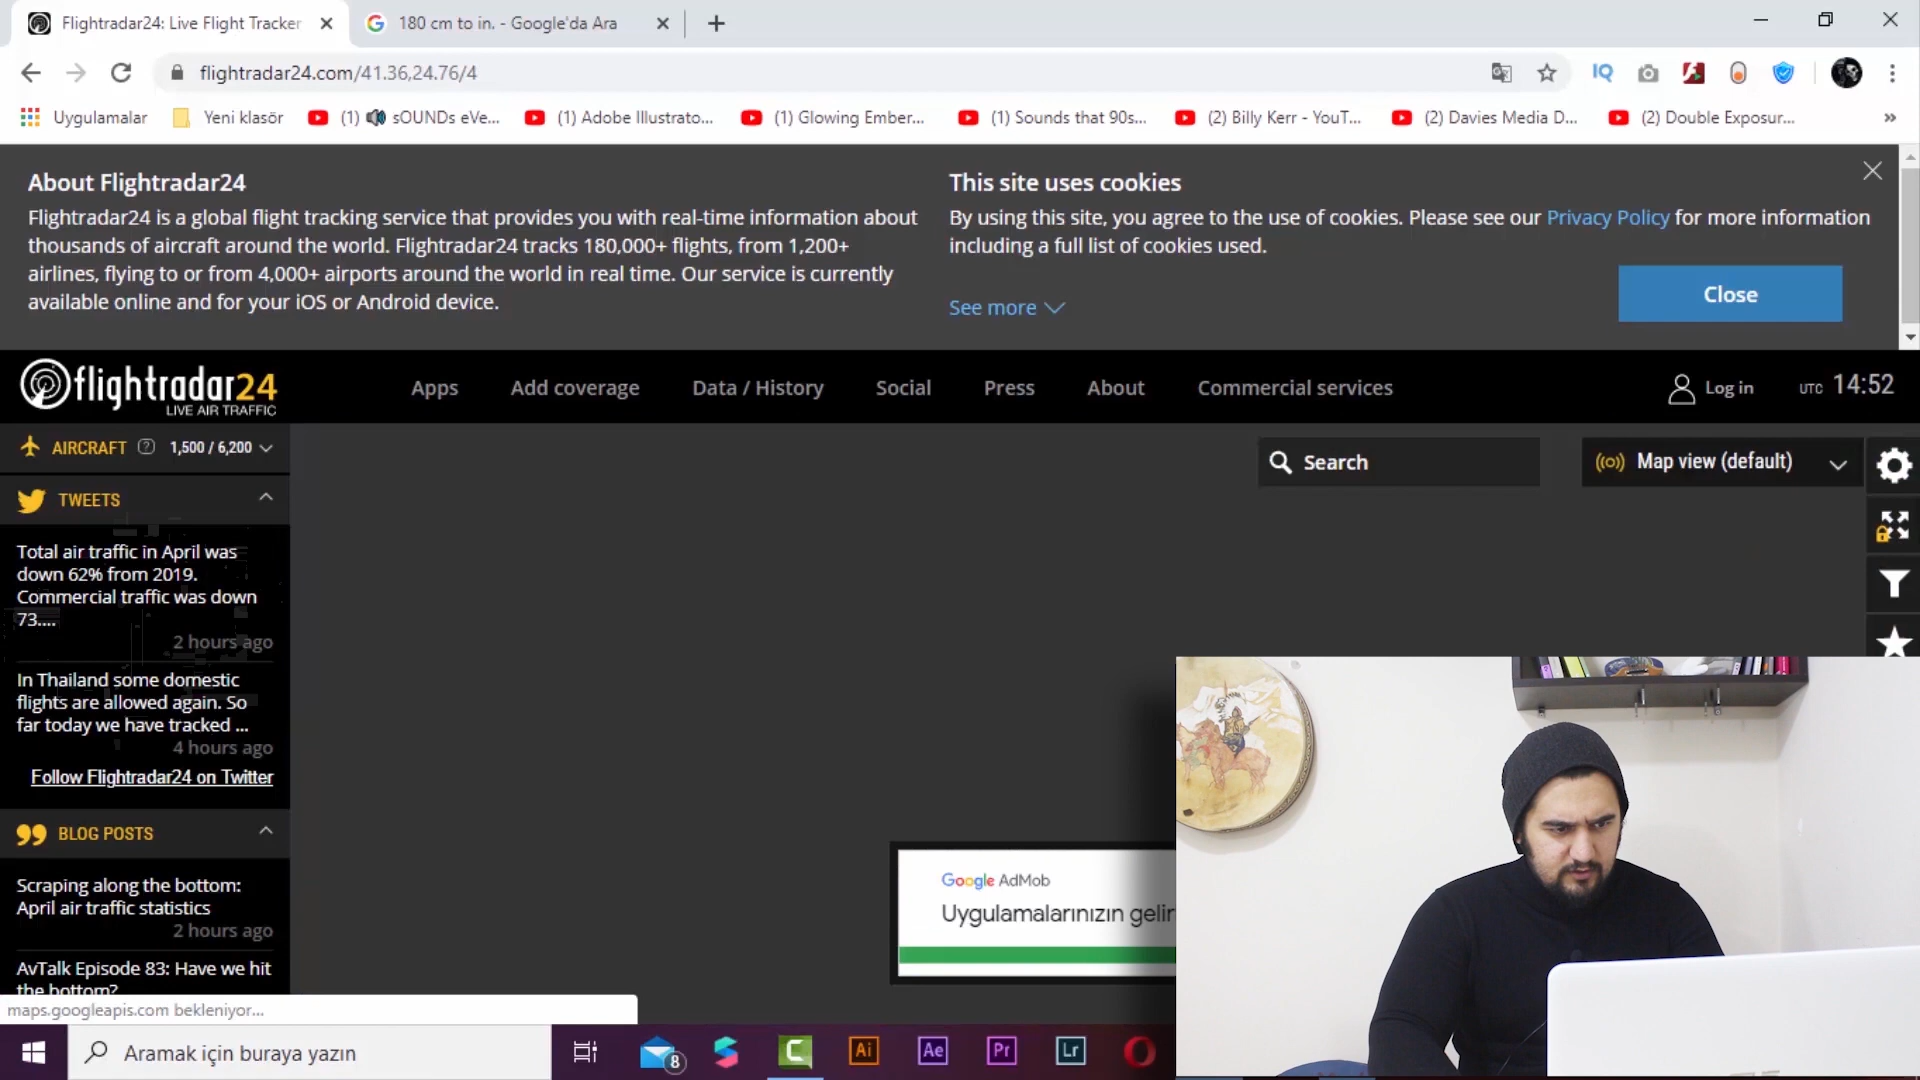 Flightradar24: Live Flight Tracker
180 cm to in. - Google'da Ara
flightradar24.com/41.36,24.76/4
IQ
Uygulamalar
Yeni klasör
(1) 🔊 sOUNDs eVe...
(1) Adobe Illustrato...
(1) Glowing Ember...
(1) Sounds that 90s...
(2) Billy Kerr - YouT...
(2) Davies Media D...
(2) Double Exposur...
»
About Flightradar24
Flightradar24 is a global flight tracking service that provides you with real-time information about
thousands of aircraft around the world. Flightradar24 tracks 180,000+ flights, from 1,200+
airlines, flying to or from 4,000+ airports around the world in real time. Our service is currently
available online and for your iOS or Android device.
This site uses cookies
By using this site, you agree to the use of cookies. Please see our Privacy Policy for more information
including a full list of cookies used.
See more
Close
flightradar24
LIVE AIR TRAFFIC
Apps
Add coverage
Data / History
Social
Press
About
Commercial services
Log in
UTC 14:52
AIRCRAFT ? 1,500 / 6,200
Search
Map view (default)
TWEETS
Total air traffic in April was
down 62% from 2019.
Commercial traffic was down
73....
2 hours ago
In Thailand some domestic
flights are allowed again. So
far today we have tracked ...
4 hours ago
Follow Flightradar24 on Twitter
BLOG POSTS
Scraping along the bottom:
April air traffic statistics
2 hours ago
AvTalk Episode 83: Have we hit
the bottom?
Google AdMob
Uygulamalarınızın gelir
maps.googleapis.com bekleniyor...
Aramak için buraya yazın
8
Ai
Ae
Pr
Lr